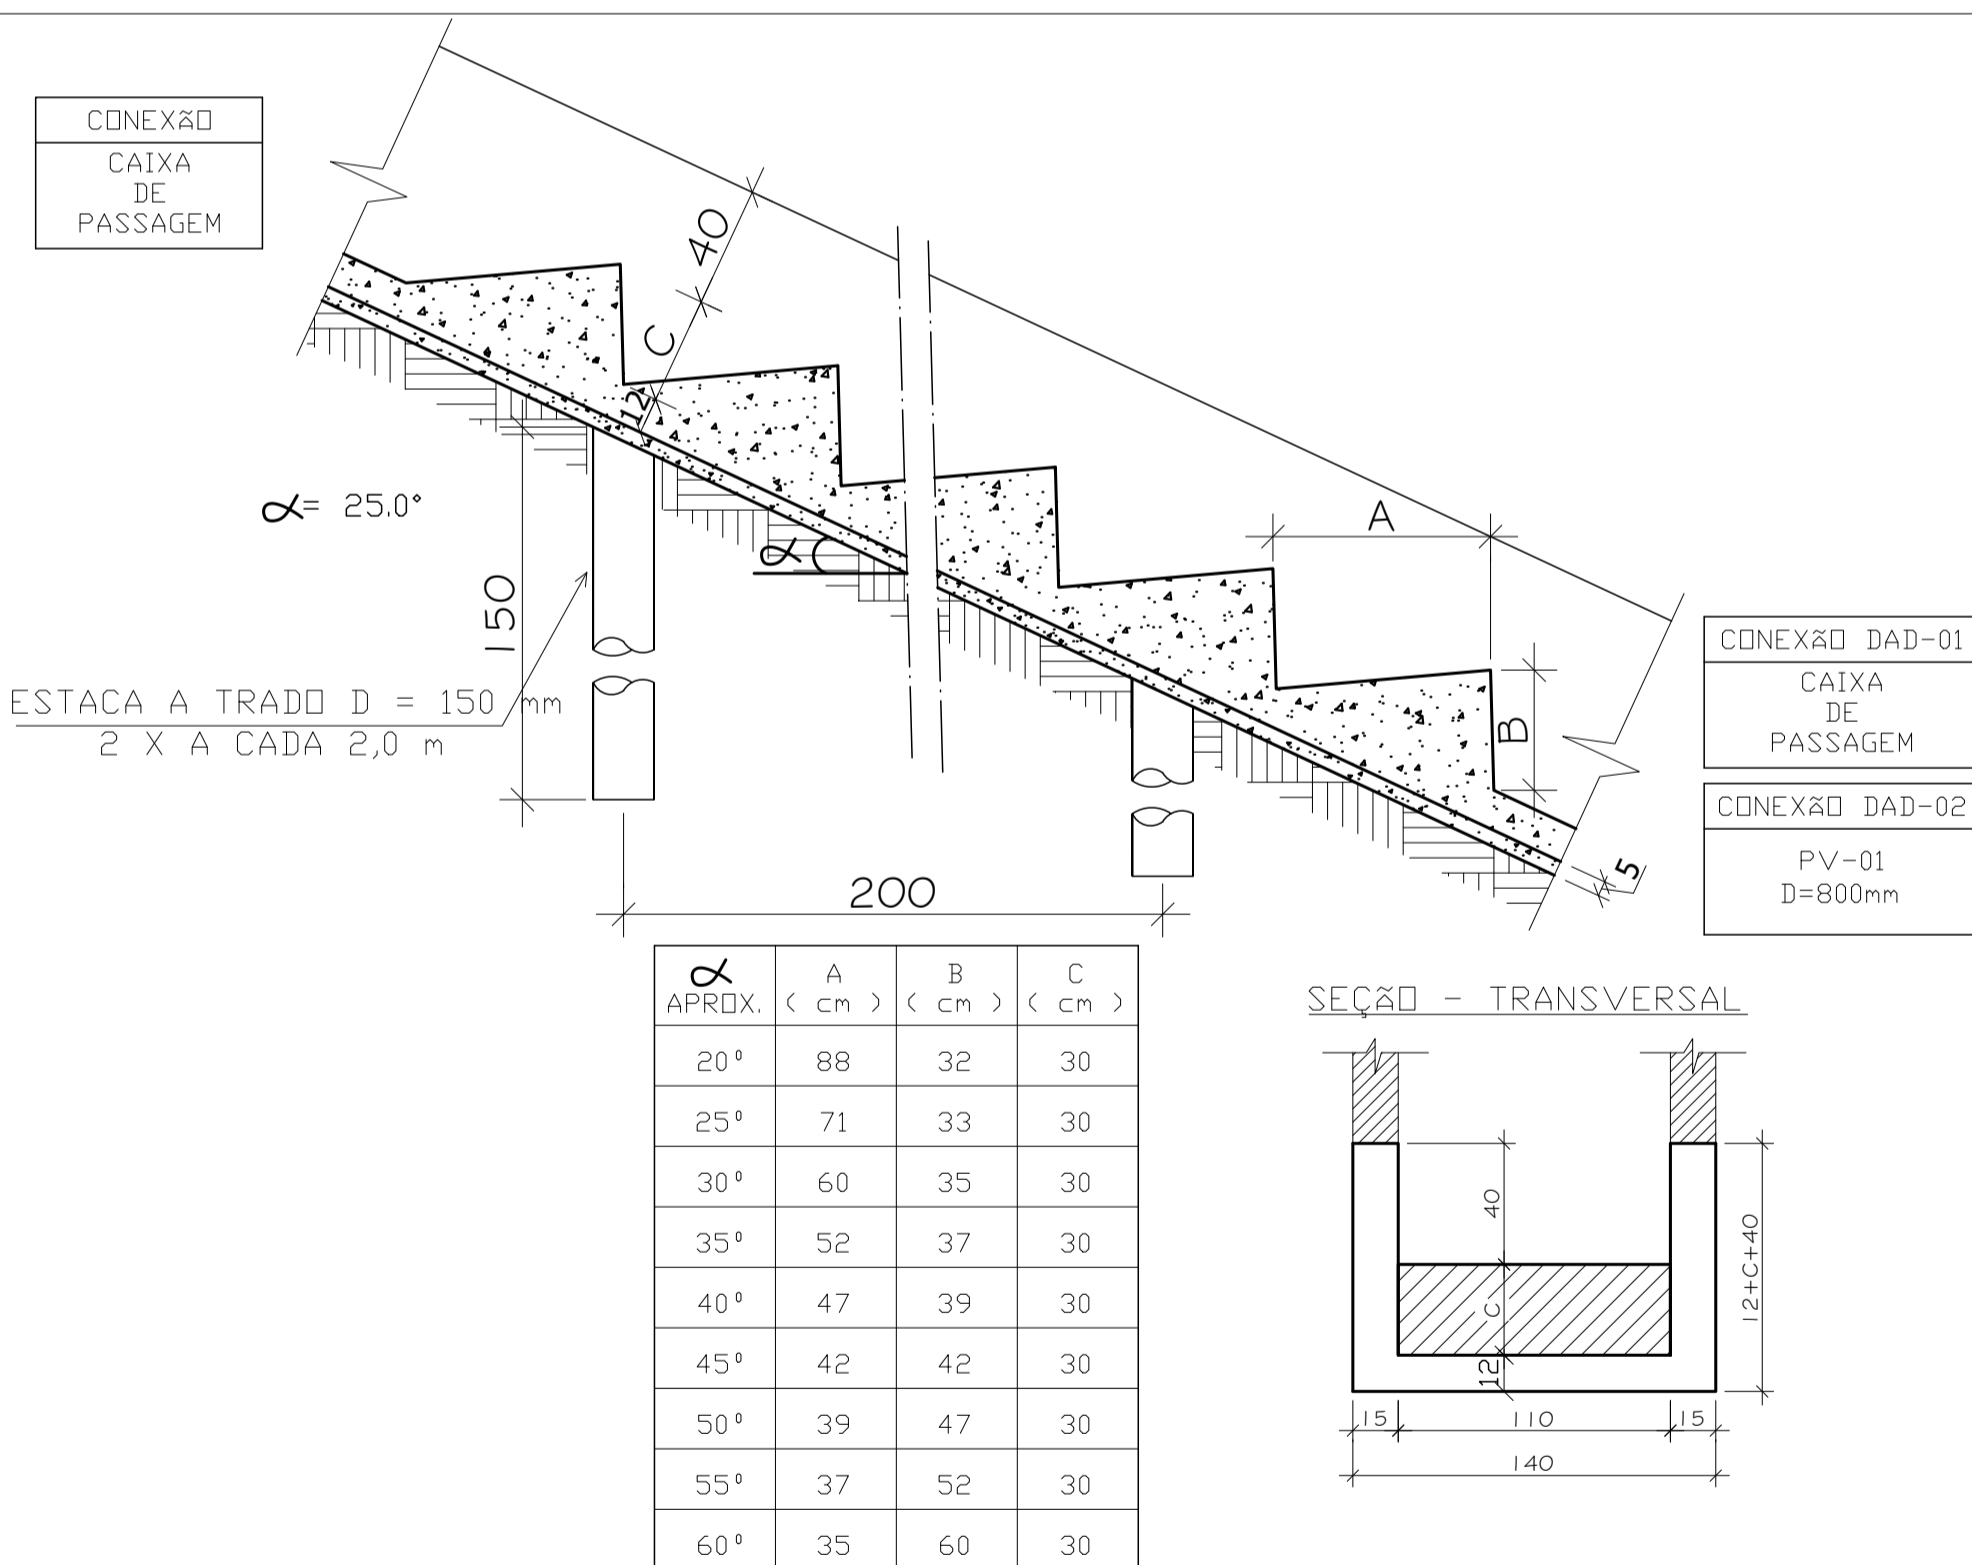 CONEXÃO
CAIXA
DE
PASSAGEM
40
C
12
α= 25.0°
α
A
B
150
ESTACA A TRADO D = 150 mm
2 X A CADA 2,0 m
200
5
CONEXÃO DAD-01
CAIXA
DE
PASSAGEM
CONEXÃO DAD-02
PV-01
D=800mm
α APROX. A ( cm ) B ( cm ) C ( cm )
20° 88 32 30
25° 71 33 30
30° 60 35 30
35° 52 37 30
40° 47 39 30
45° 42 42 30
50° 39 47 30
55° 37 52 30
60° 35 60 30
SEÇÃO - TRANSVERSAL
40
C
12
12+C+40
15 110 15
140